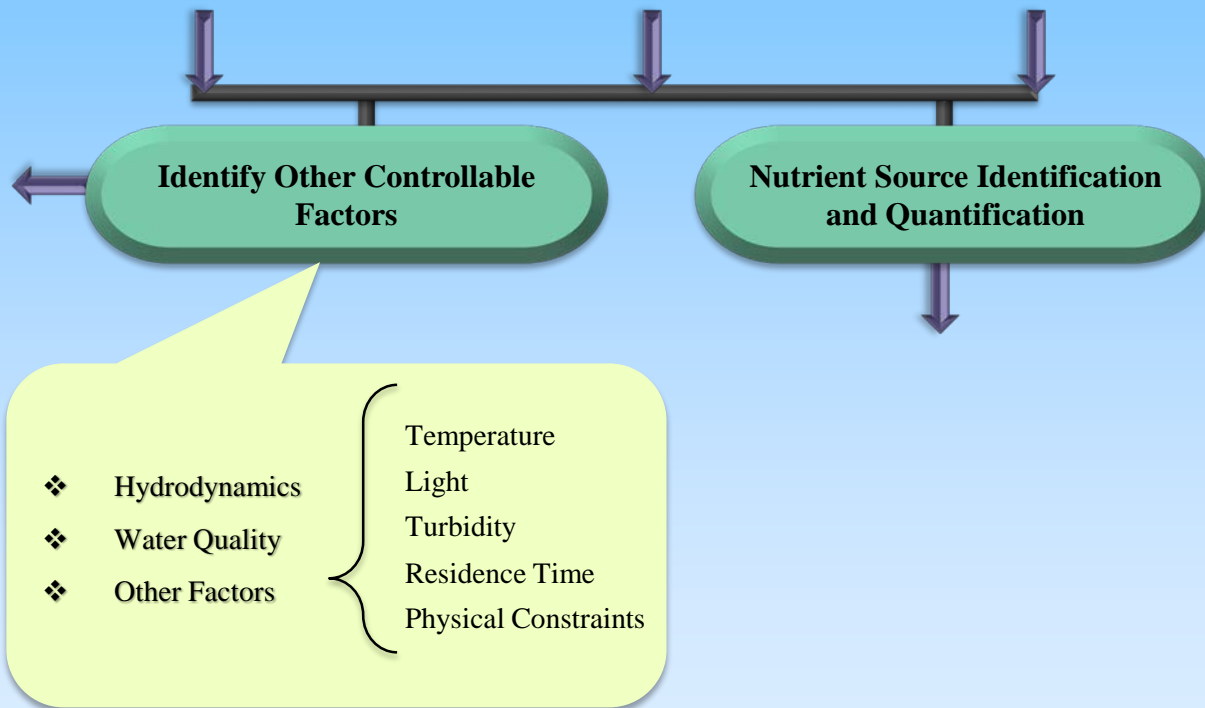 Identify Other Controllable
Factors
Nutrient Source Identification
and Quantification
❖ Hydrodynamics
❖ Water Quality
❖ Other Factors
Temperature
Light
Turbidity
Residence Time
Physical Constraints